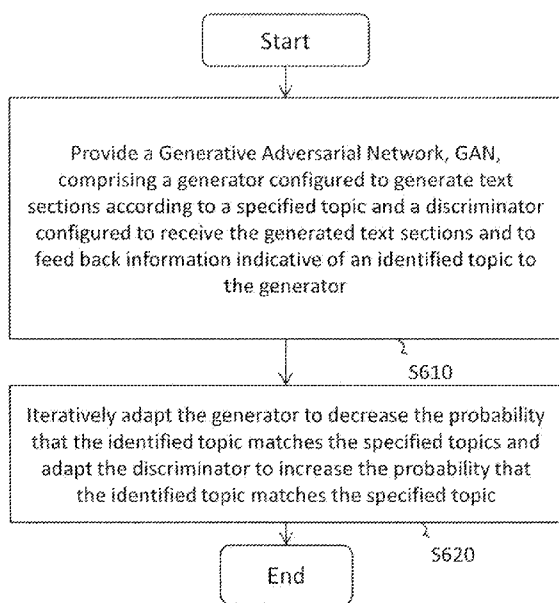 Start
Provide a Generative Adversarial Network, GAN,
comprising a generator configured to generate text
sections according to a specified topic and a discriminator
configured to receive the generated text sections and to
feed back information indicative of an identified topic to
the generator
S610
Iteratively adapt the generator to decrease the probability
that the identified topic matches the specified topics and
adapt the discriminator to increase the probability that
the identified topic matches the specified topic
S620
End